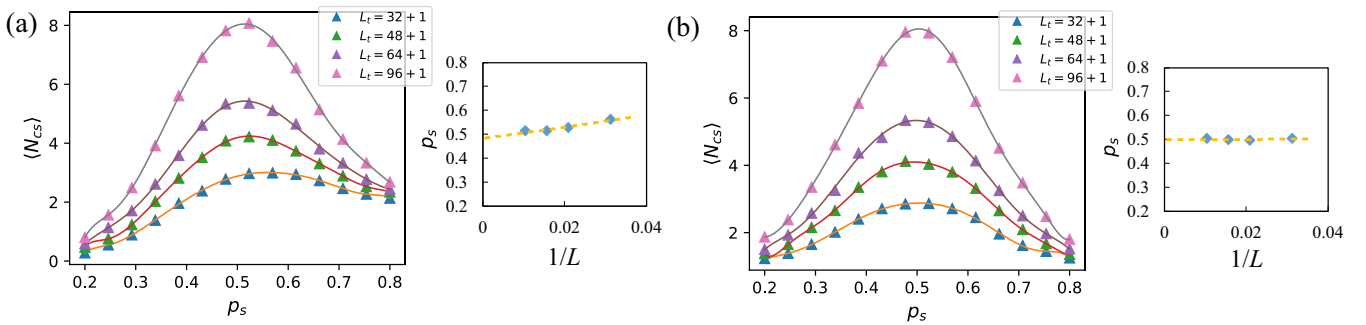 (a)
⟨N_cs⟩
8
6
4
2
0
0.2 0.3 0.4 0.5 0.6 0.7 0.8
p_s
L_t = 32 + 1
L_t = 48 + 1
L_t = 64 + 1
L_t = 96 + 1
p_s
0.8
0.7
0.6
0.5
0.4
0.3
0.2
0 0.02 0.04
1/L
(b)
⟨N_cs⟩
8
6
4
2
0.2 0.3 0.4 0.5 0.6 0.7 0.8
p_s
L_t = 32 + 1
L_t = 48 + 1
L_t = 64 + 1
L_t = 96 + 1
p_s
0.8
0.7
0.6
0.5
0.4
0.3
0.2
0 0.02 0.04
1/L